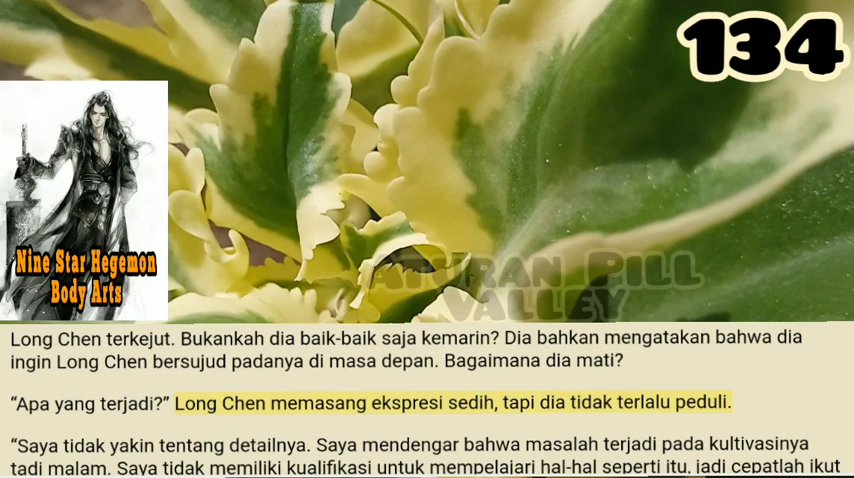 134
Nine Star Hegemon
Body Arts
ATURAN PILL
VALLEY
Long Chen terkejut. Bukankah dia baik-baik saja kemarin? Dia bahkan mengatakan bahwa dia
ingin Long Chen bersujud padanya di masa depan. Bagaimana dia mati?
“Apa yang terjadi?” Long Chen memasang ekspresi sedih, tapi dia tidak terlalu peduli.
“Saya tidak yakin tentang detailnya. Saya mendengar bahwa masalah terjadi pada kultivasinya
tadi malam. Saya tidak memiliki kualifikasi untuk mempelajari hal-hal seperti itu, jadi cepatlah ikut